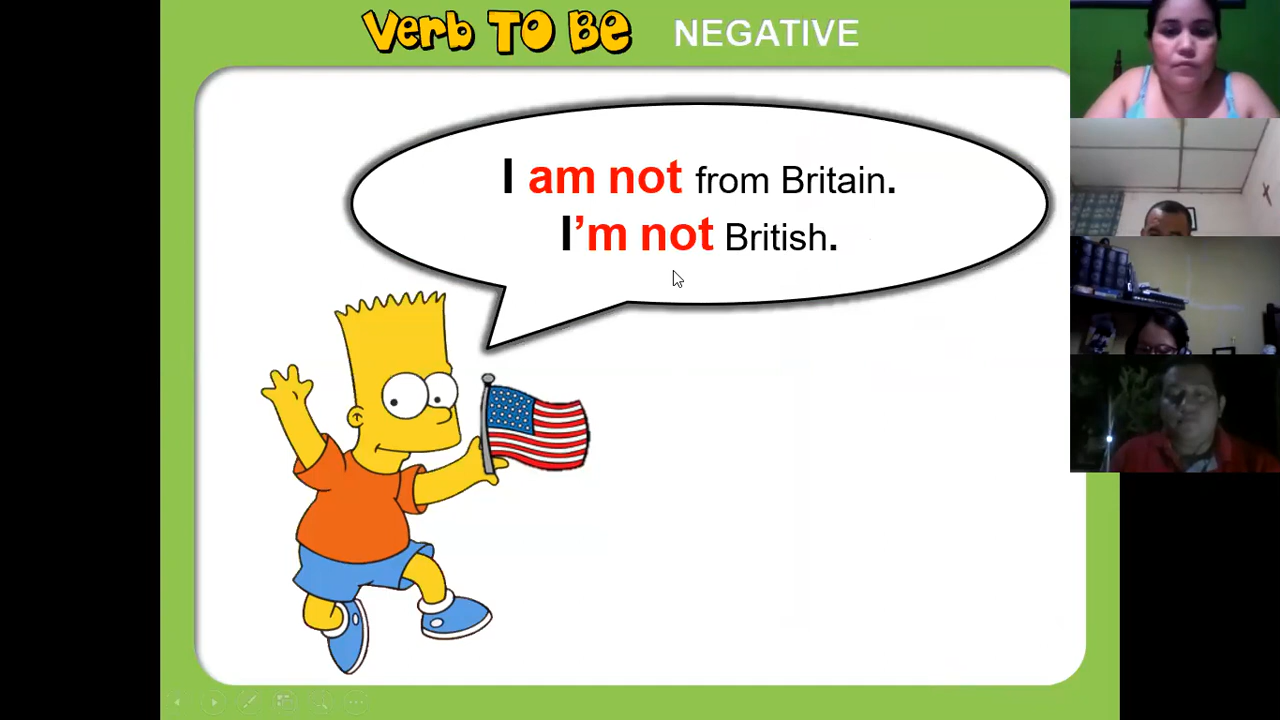 Verb TO BE NEGATIVE
I am not from Britain.
I’m not British.